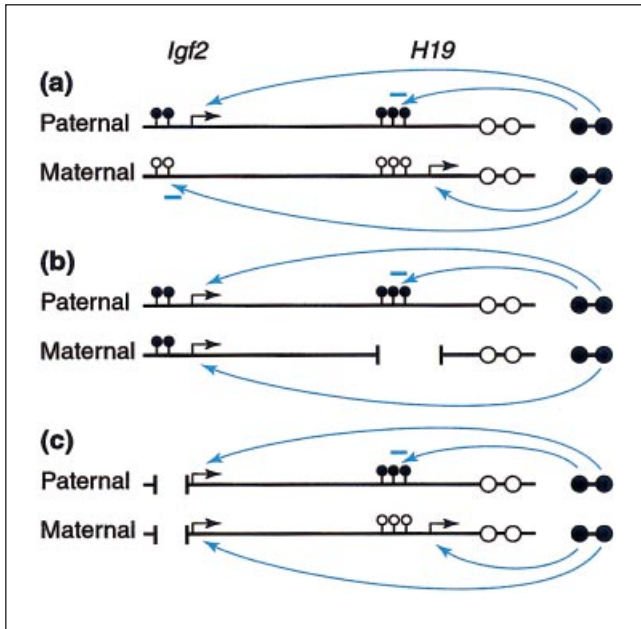 Igf2 H19
(a)
Paternal
Maternal
(b)
Paternal
Maternal
(c)
Paternal
Maternal